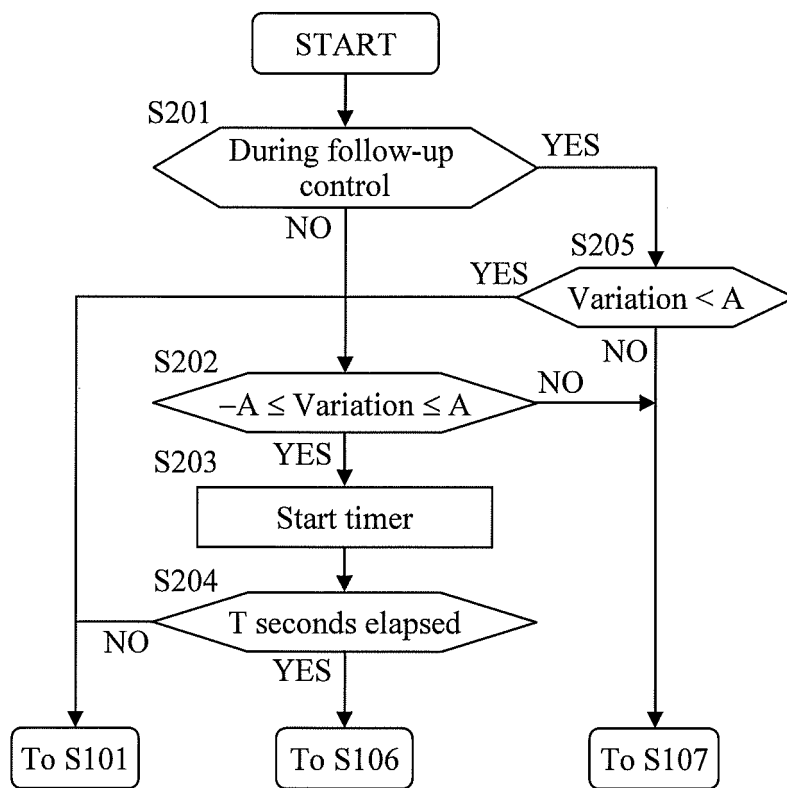 START
S201
During follow-up
control
YES
NO
S205
YES
Variation < A
NO
S202
–A ≤ Variation ≤ A
NO
YES
S203
Start timer
S204
T seconds elapsed
NO
YES
To S101
To S106
To S107